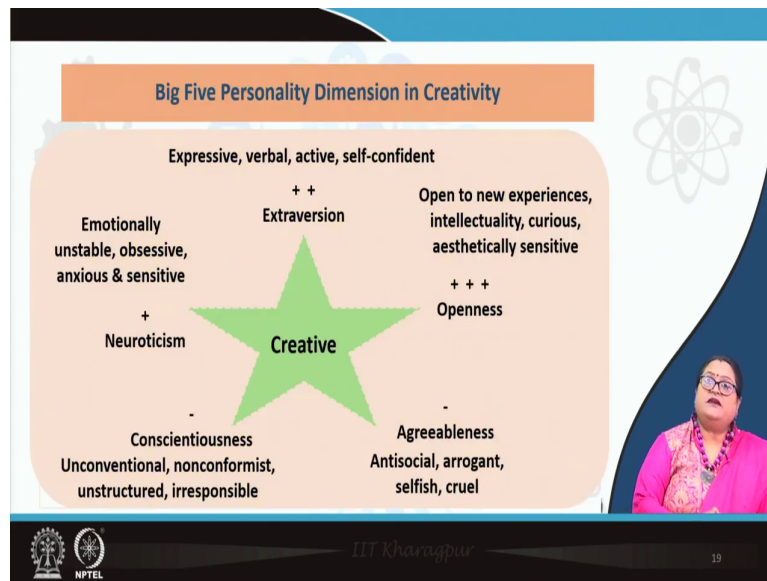 Big Five Personality Dimension in Creativity
Expressive, verbal, active, self-confident
+ +
Extraversion
Open to new experiences,
intellectuality, curious,
aesthetically sensitive
+ + +
Openness
Emotionally
unstable, obsessive,
anxious & sensitive
+
Neuroticism
Creative
-
Conscientiousness
Unconventional, nonconformist,
unstructured, irresponsible
-
Agreeableness
Antisocial, arrogant,
selfish, cruel
NPTEL
IIT Kharagpur
19